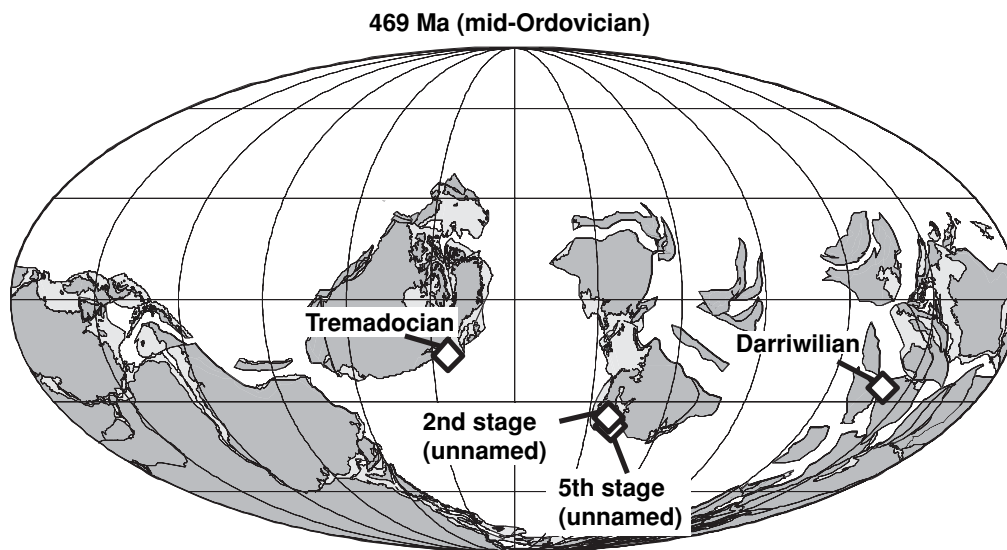 469 Ma (mid-Ordovician)
Tremadocian
Darriwilian
2nd stage
(unnamed)
5th stage
(unnamed)